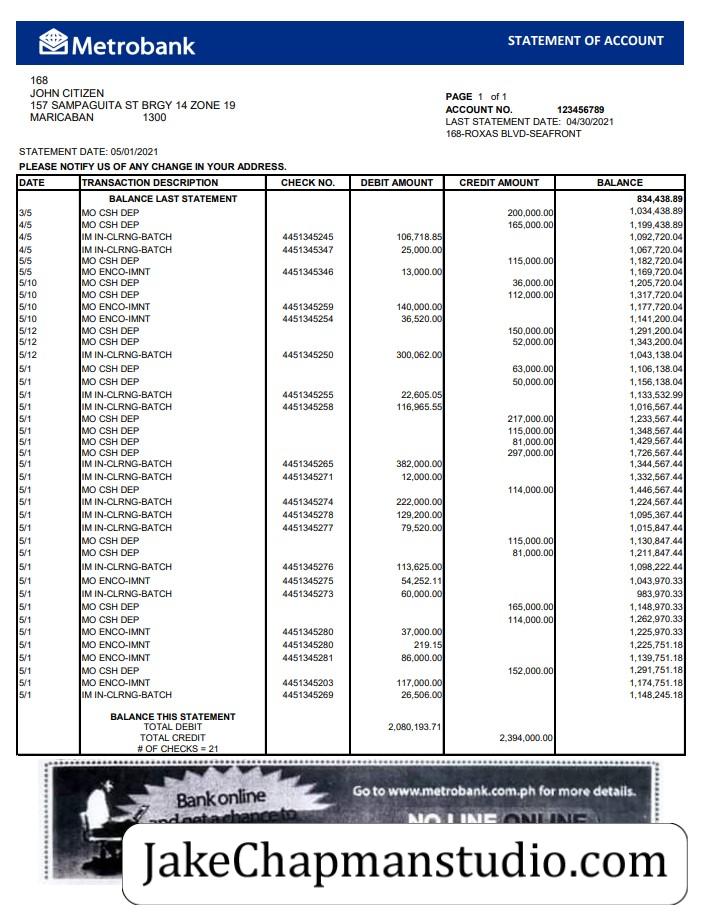 Metrobank STATEMENT OF ACCOUNT
168
JOHN CITIZEN
157 SAMPAGUITA ST BRGY 14 ZONE 19
MARICABAN 1300
PAGE 1 of 1
ACCOUNT NO. 123456789
LAST STATEMENT DATE: 04/30/2021
168-ROXAS BLVD-SEAFRONT
STATEMENT DATE: 05/01/2021
PLEASE NOTIFY US OF ANY CHANGE IN YOUR ADDRESS.
DATE TRANSACTION DESCRIPTION CHECK NO. DEBIT AMOUNT CREDIT AMOUNT BALANCE
BALANCE LAST STATEMENT 834,438.89
3/5 MO CSH DEP 200,000.00 1,034,438.89
4/5 MO CSH DEP 165,000.00 1,199,438.89
4/5 IM IN-CLRNG-BATCH 4451345245 106,718.85 1,092,720.04
4/5 IM IN-CLRNG-BATCH 4451345347 25,000.00 1,067,720.04
5/5 MO CSH DEP 115,000.00 1,182,720.04
5/5 MO ENCO-IMNT 4451345346 13,000.00 1,169,720.04
5/10 MO CSH DEP 36,000.00 1,205,720.04
5/10 MO CSH DEP 112,000.00 1,317,720.04
5/10 MO ENCO-IMNT 4451345259 140,000.00 1,177,720.04
5/10 MO ENCO-IMNT 4451345254 36,520.00 1,141,200.04
5/12 MO CSH DEP 150,000.00 1,291,200.04
5/12 MO CSH DEP 52,000.00 1,343,200.04
5/12 IM IN-CLRNG-BATCH 4451345250 300,062.00 1,043,138.04
5/1 MO CSH DEP 63,000.00 1,106,138.04
5/1 MO CSH DEP 50,000.00 1,156,138.04
5/1 IM IN-CLRNG-BATCH 4451345255 22,605.05 1,133,532.99
5/1 IM IN-CLRNG-BATCH 4451345258 116,965.55 1,016,567.44
5/1 MO CSH DEP 217,000.00 1,233,567.44
5/1 MO CSH DEP 115,000.00 1,348,567.44
5/1 MO CSH DEP 81,000.00 1,429,567.44
5/1 MO CSH DEP 297,000.00 1,726,567.44
5/1 IM IN-CLRNG-BATCH 4451345265 382,000.00 1,344,567.44
5/1 IM IN-CLRNG-BATCH 4451345271 12,000.00 1,332,567.44
5/1 MO CSH DEP 114,000.00 1,446,567.44
5/1 IM IN-CLRNG-BATCH 4451345274 222,000.00 1,224,567.44
5/1 IM IN-CLRNG-BATCH 4451345278 129,200.00 1,095,367.44
5/1 IM IN-CLRNG-BATCH 4451345277 79,520.00 1,015,847.44
5/1 MO CSH DEP 115,000.00 1,130,847.44
5/1 MO CSH DEP 81,000.00 1,211,847.44
5/1 IM IN-CLRNG-BATCH 4451345276 113,625.00 1,098,222.44
5/1 MO ENCO-IMNT 4451345275 54,252.11 1,043,970.33
5/1 IM IN-CLRNG-BATCH 4451345273 60,000.00 983,970.33
5/1 MO CSH DEP 165,000.00 1,148,970.33
5/1 MO CSH DEP 114,000.00 1,262,970.33
5/1 MO ENCO-IMNT 4451345280 37,000.00 1,225,970.33
5/1 MO ENCO-IMNT 4451345280 219.15 1,225,751.18
5/1 MO ENCO-IMNT 4451345281 86,000.00 1,139,751.18
5/1 MO CSH DEP 152,000.00 1,291,751.18
5/1 MO ENCO-IMNT 4451345203 117,000.00 1,174,751.18
5/1 IM IN-CLRNG-BATCH 4451345269 26,506.00 1,148,245.18
BALANCE THIS STATEMENT
TOTAL DEBIT 2,080,193.71
TOTAL CREDIT 2,394,000.00
# OF CHECKS = 21
Bank online
and get a chance to
Go to www.metrobank.com.ph for more details.
NO LINE ONLINE
JakeChapmanstudio.com